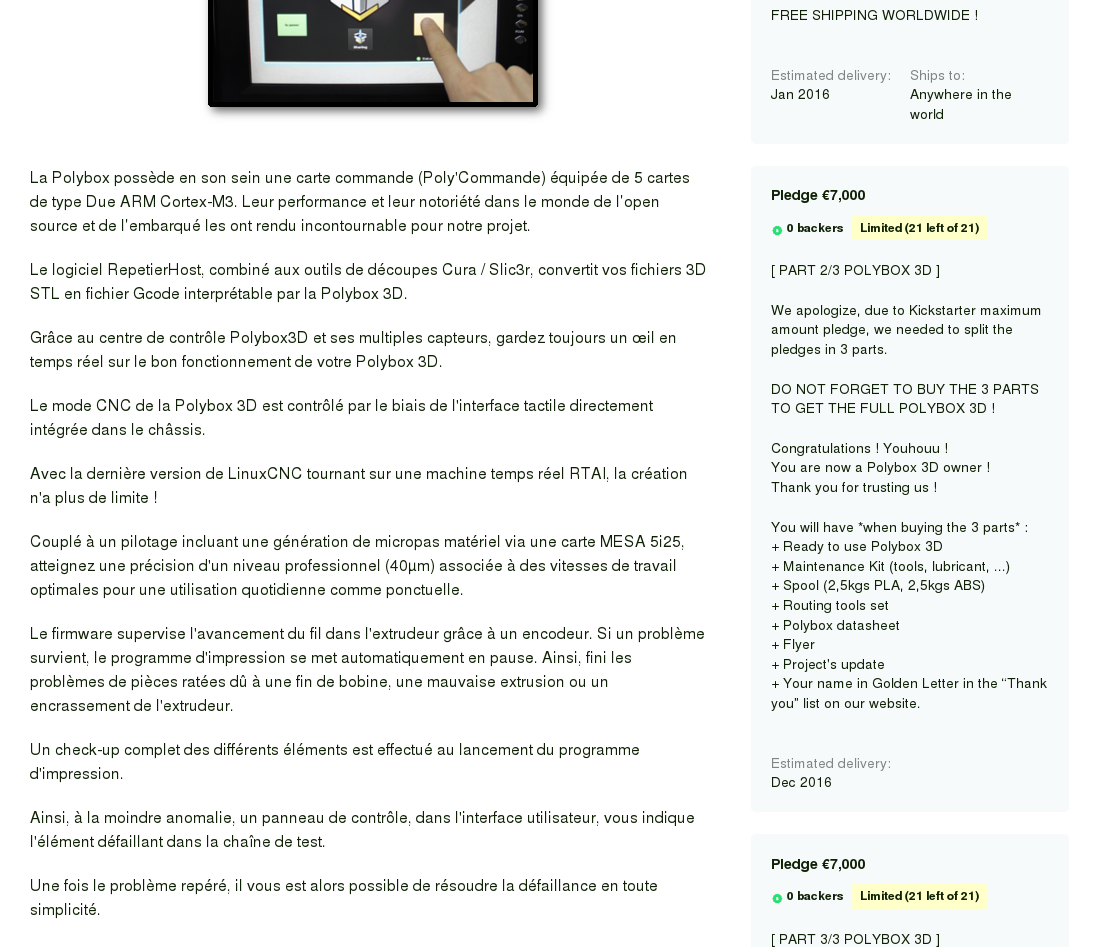 La Polybox possède en son sein une carte commande (Poly'Commande) équipée de 5 cartes
de type Due ARM Cortex-M3. Leur performance et leur notoriété dans le monde de l'open
source et de l'embarqué les ont rendu incontournable pour notre projet.
Le logiciel RepetierHost, combiné aux outils de découpes Cura / Slic3r, convertit vos fichiers 3D
STL en fichier Gcode interprétable par la Polybox 3D.
Grâce au centre de contrôle Polybox3D et ses multiples capteurs, gardez toujours un œil en
temps réel sur le bon fonctionnement de votre Polybox 3D.
Le mode CNC de la Polybox 3D est contrôlé par le biais de l'interface tactile directement
intégrée dans le châssis.
Avec la dernière version de LinuxCNC tournant sur une machine temps réel RTAI, la création
n'a plus de limite !
Couplé à un pilotage incluant une génération de micropas matériel via une carte MESA 5i25,
atteignez une précision d'un niveau professionnel (40µm) associée à des vitesses de travail
optimales pour une utilisation quotidienne comme ponctuelle.
Le firmware supervise l'avancement du fil dans l'extrudeur grâce à un encodeur. Si un problème
survient, le programme d'impression se met automatiquement en pause. Ainsi, fini les
problèmes de pièces ratées dû à une fin de bobine, une mauvaise extrusion ou un
encrassement de l'extrudeur.
Un check-up complet des différents éléments est effectué au lancement du programme
d'impression.
Ainsi, à la moindre anomalie, un panneau de contrôle, dans l'interface utilisateur, vous indique
l'élément défaillant dans la chaîne de test.
Une fois le problème repéré, il vous est alors possible de résoudre la défaillance en toute
simplicité.
FREE SHIPPING WORLDWIDE !
Estimated delivery:
Jan 2016
Ships to:
Anywhere in the
world
Pledge €7,000
0 backers Limited (21 left of 21)
[ PART 2/3 POLYBOX 3D ]
We apologize, due to Kickstarter maximum
amount pledge, we needed to split the
pledges in 3 parts.
DO NOT FORGET TO BUY THE 3 PARTS
TO GET THE FULL POLYBOX 3D !
Congratulations ! Youhouu !
You are now a Polybox 3D owner !
Thank you for trusting us !
You will have *when buying the 3 parts* :
+ Ready to use Polybox 3D
+ Maintenance Kit (tools, lubricant, ...)
+ Spool (2,5kgs PLA, 2,5kgs ABS)
+ Routing tools set
+ Polybox datasheet
+ Flyer
+ Project's update
+ Your name in Golden Letter in the “Thank
you” list on our website.
Estimated delivery:
Dec 2016
Pledge €7,000
0 backers Limited (21 left of 21)
[ PART 3/3 POLYBOX 3D ]